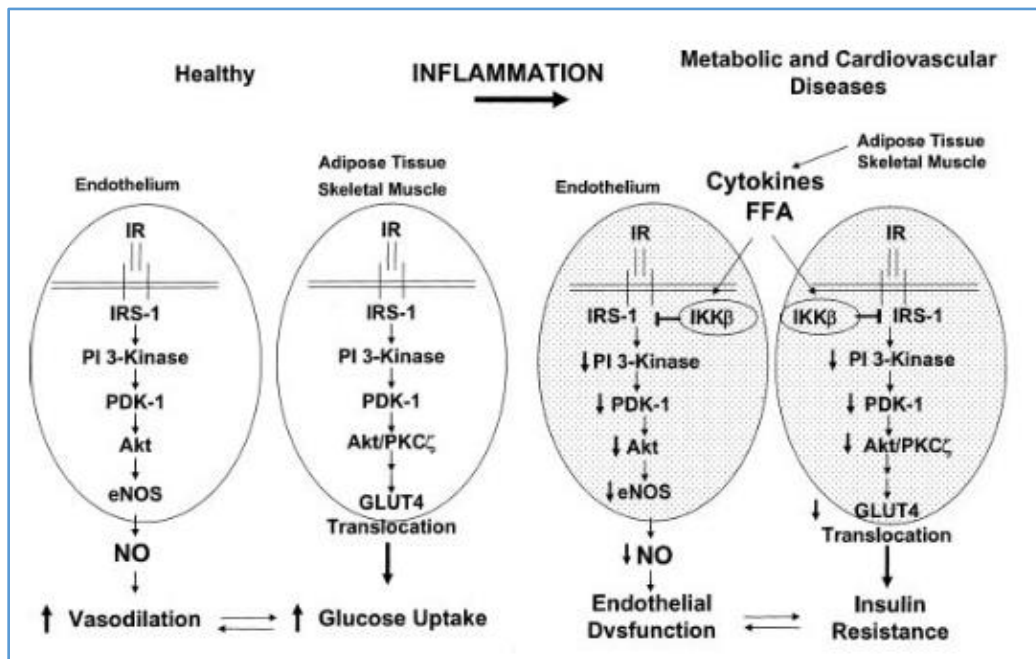 Healthy
INFLAMMATION
Metabolic and Cardiovascular
Diseases
Endothelium
Adipose Tissue
Skeletal Muscle
IR
IRS-1
PI 3-Kinase
PDK-1
Akt
eNOS
NO
↑ Vasodilation
IR
IRS-1
PI 3-Kinase
PDK-1
Akt/PKCζ
GLUT4
Translocation
↑ Glucose Uptake
Adipose Tissue
Skeletal Muscle
Cytokines
FFA
Endothelium
IR
IRS-1
IKKβ
↓ PI 3-Kinase
↓ PDK-1
↓ Akt
↓ eNOS
↓ NO
Endothelial
Dvsfunction
IR
IKKβ
IRS-1
↓ PI 3-Kinase
↓ PDK-1
↓ Akt/PKCζ
↓ GLUT4
Translocation
Insulin
Resistance